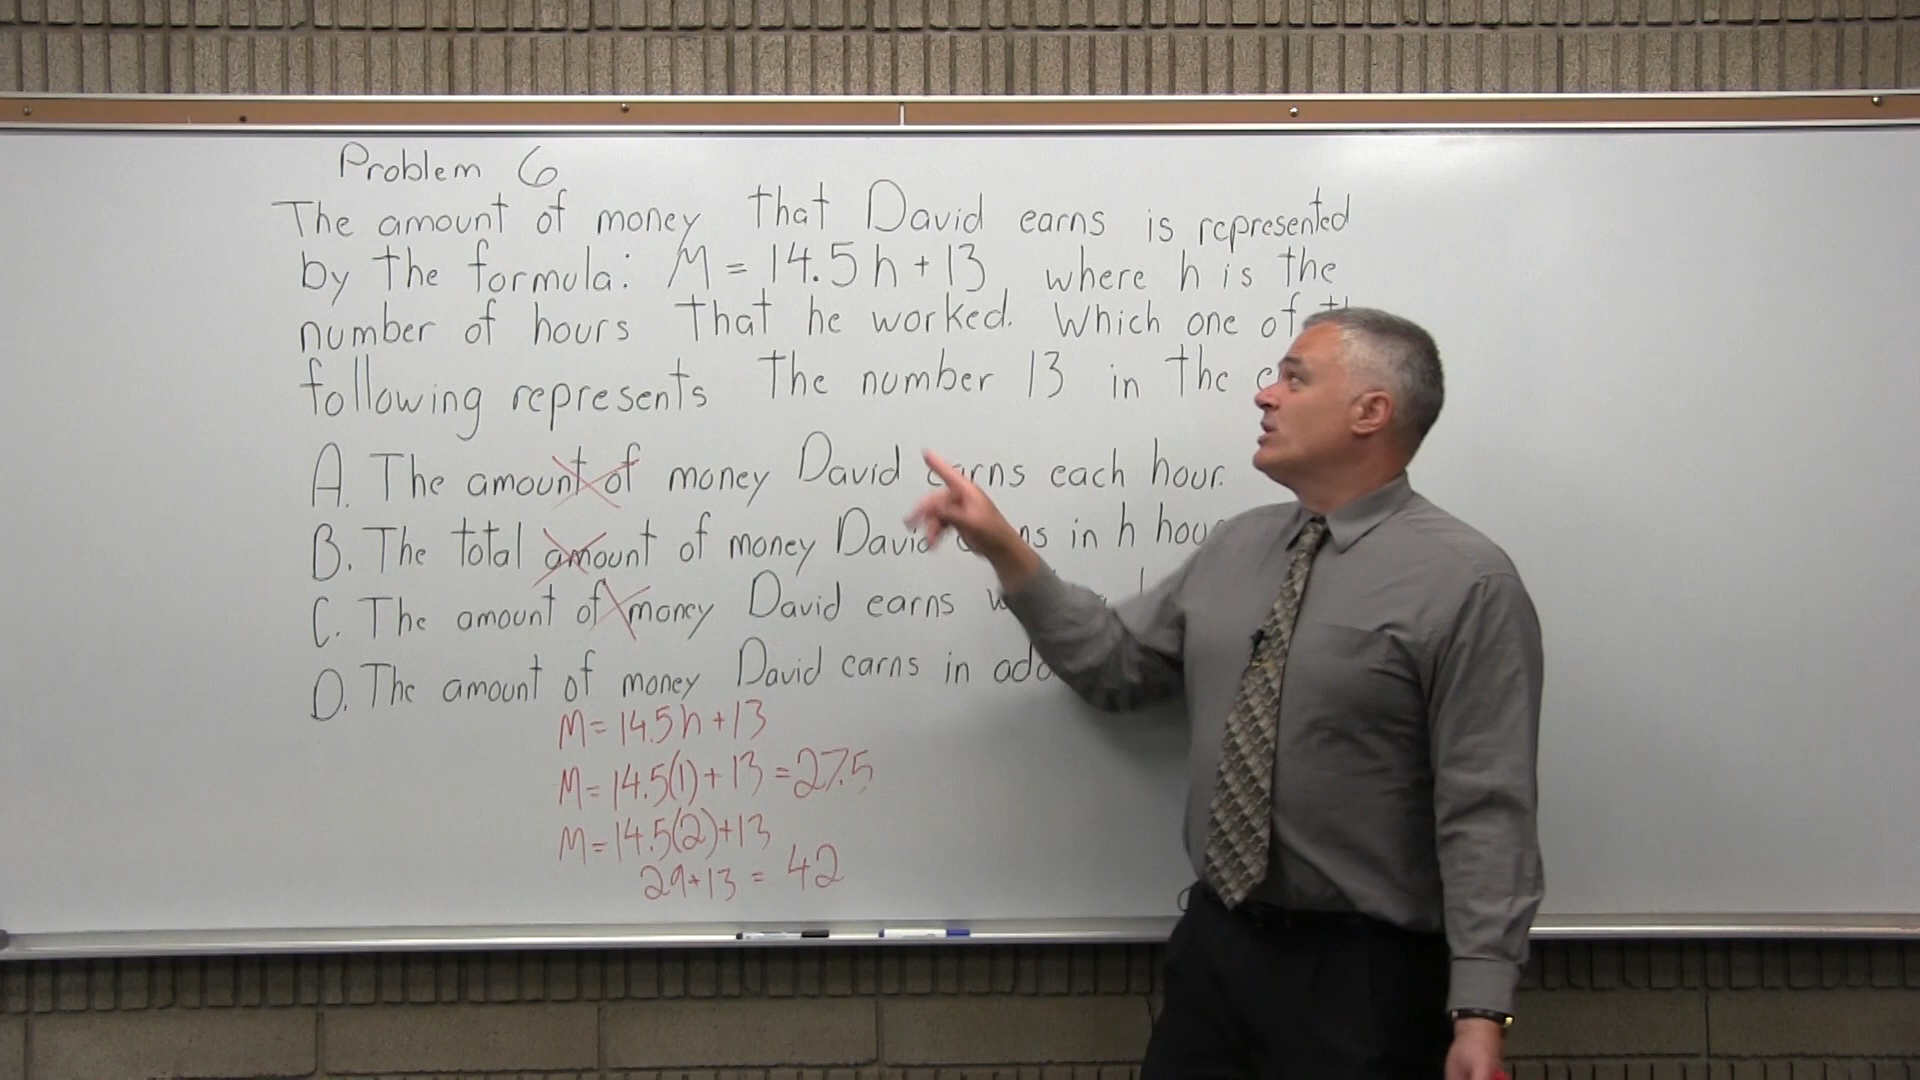 Problem 6
The amount of money that David earns is represented
by the formula: M = 14.5h + 13, where h is the
number of hours that he worked. Which one of
following represents the number 13 in the
A. The amount of money David earns each hour.
B. The total amount of money David earns in h
C. The amount of money David earns
D. The amount of money David earns in
M = 14.5h + 13
M = 14.5(1) + 13 = 27.5
M = 14.5(2) + 13
29 + 13 = 42